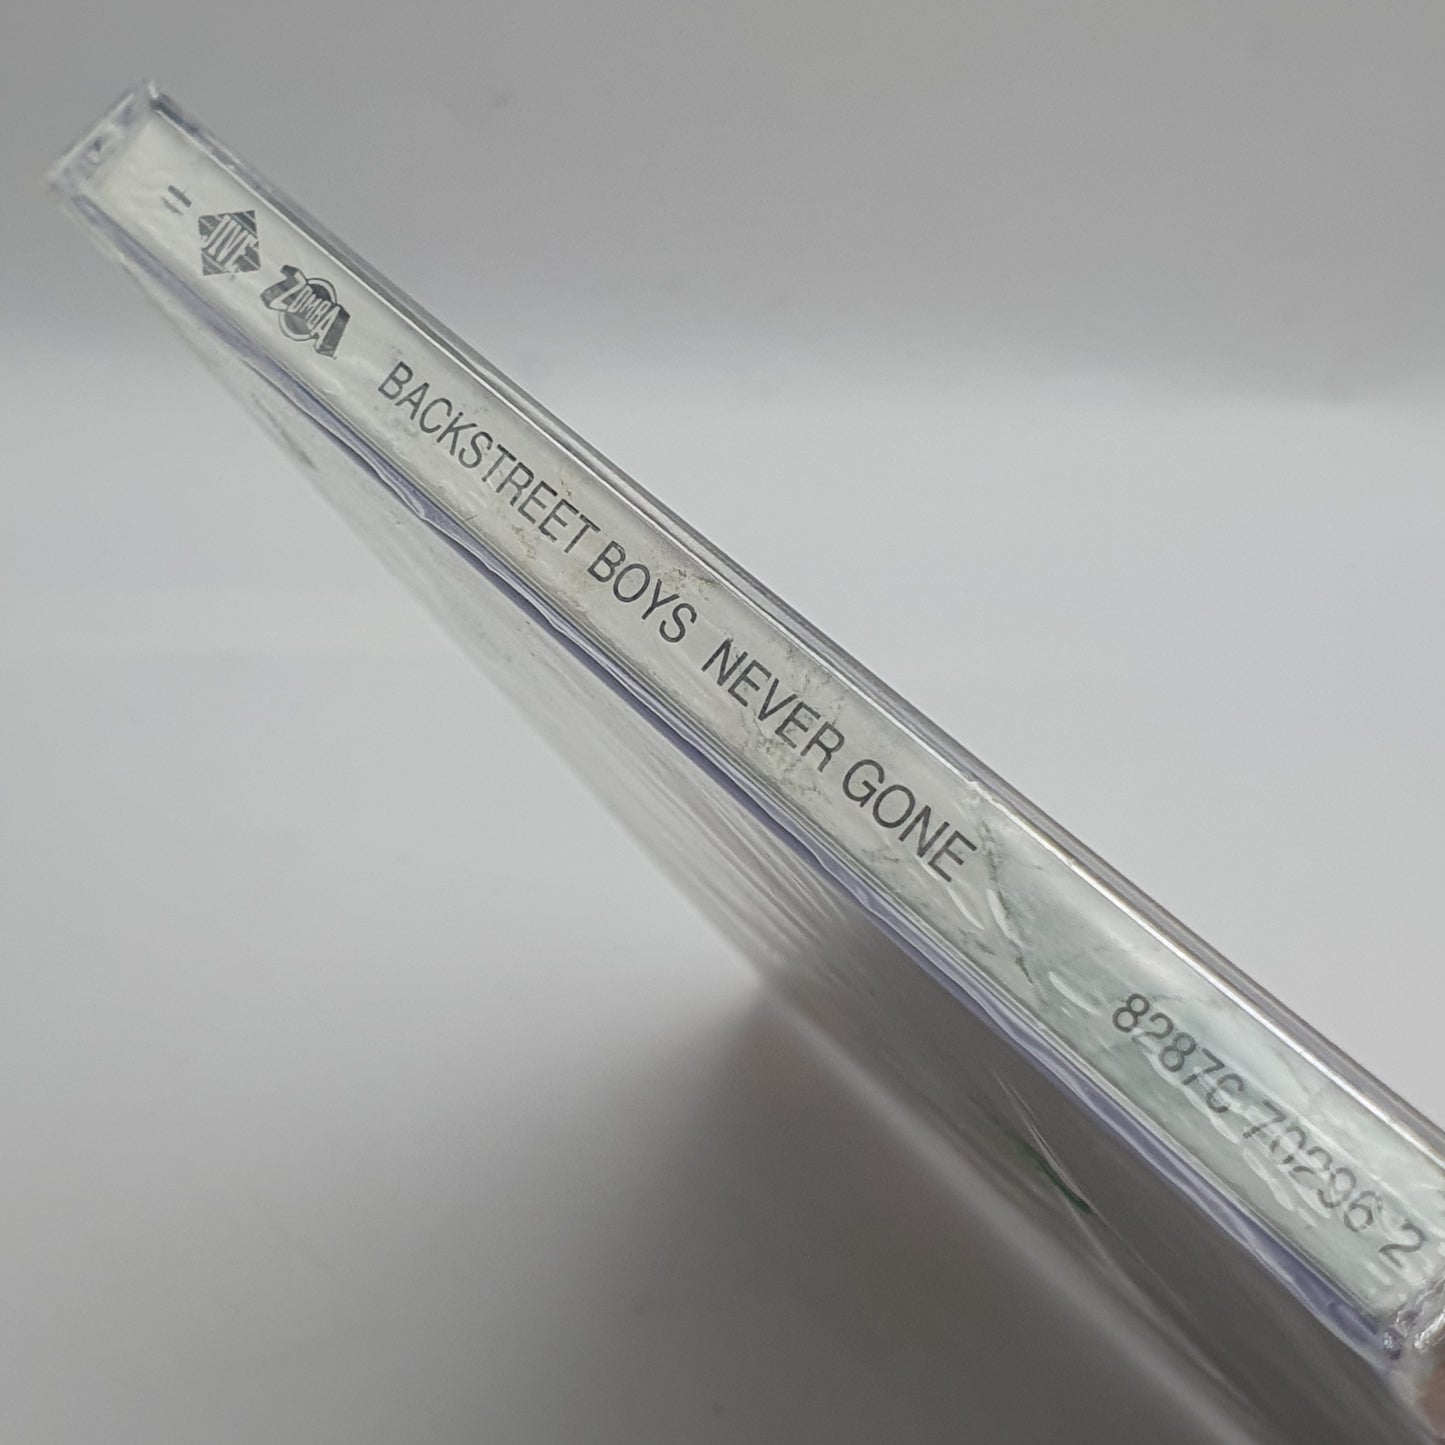 JIVE
ZOMBA
BACKSTREET BOYS NEVER GONE
82876 70296 2